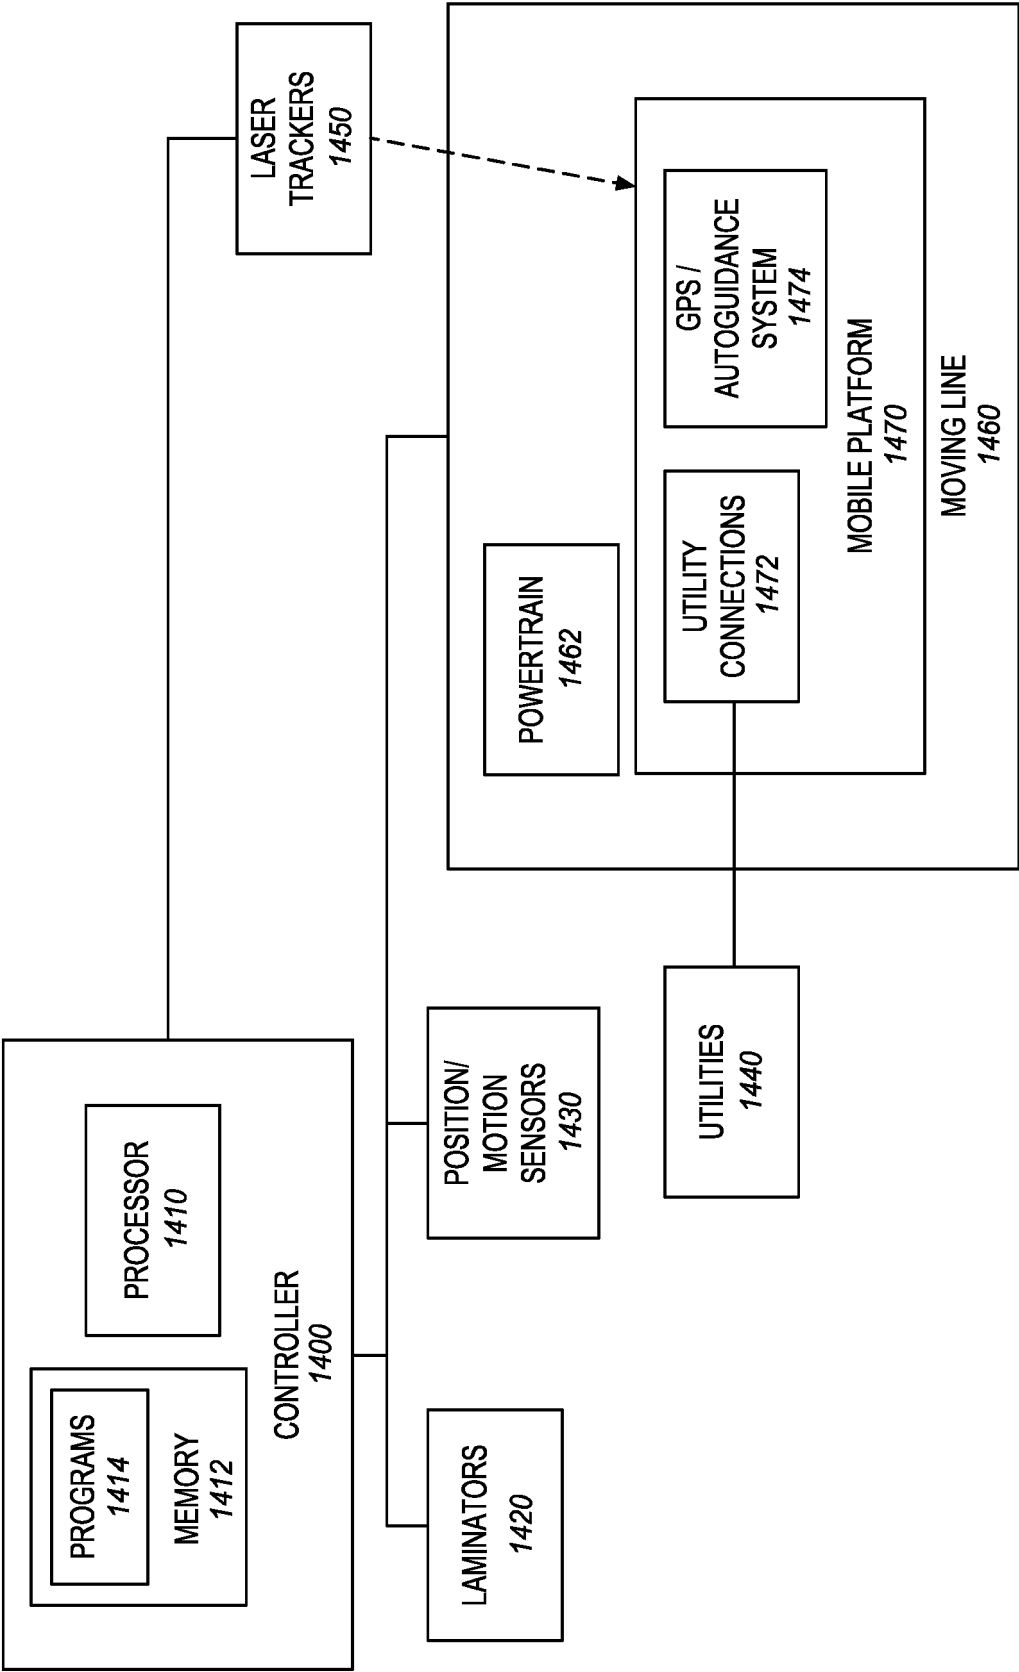 PROGRAMS
1414
MEMORY
1412
PROCESSOR
1410
CONTROLLER
1400
LASER
TRACKERS
1450
LAMINATORS
1420
POSITION/
MOTION
SENSORS
1430
UTILITIES
1440
POWERTRAIN
1462
UTILITY
CONNECTIONS
1472
GPS /
AUTOGUIDANCE
SYSTEM
1474
MOBILE PLATFORM
1470
MOVING LINE
1460